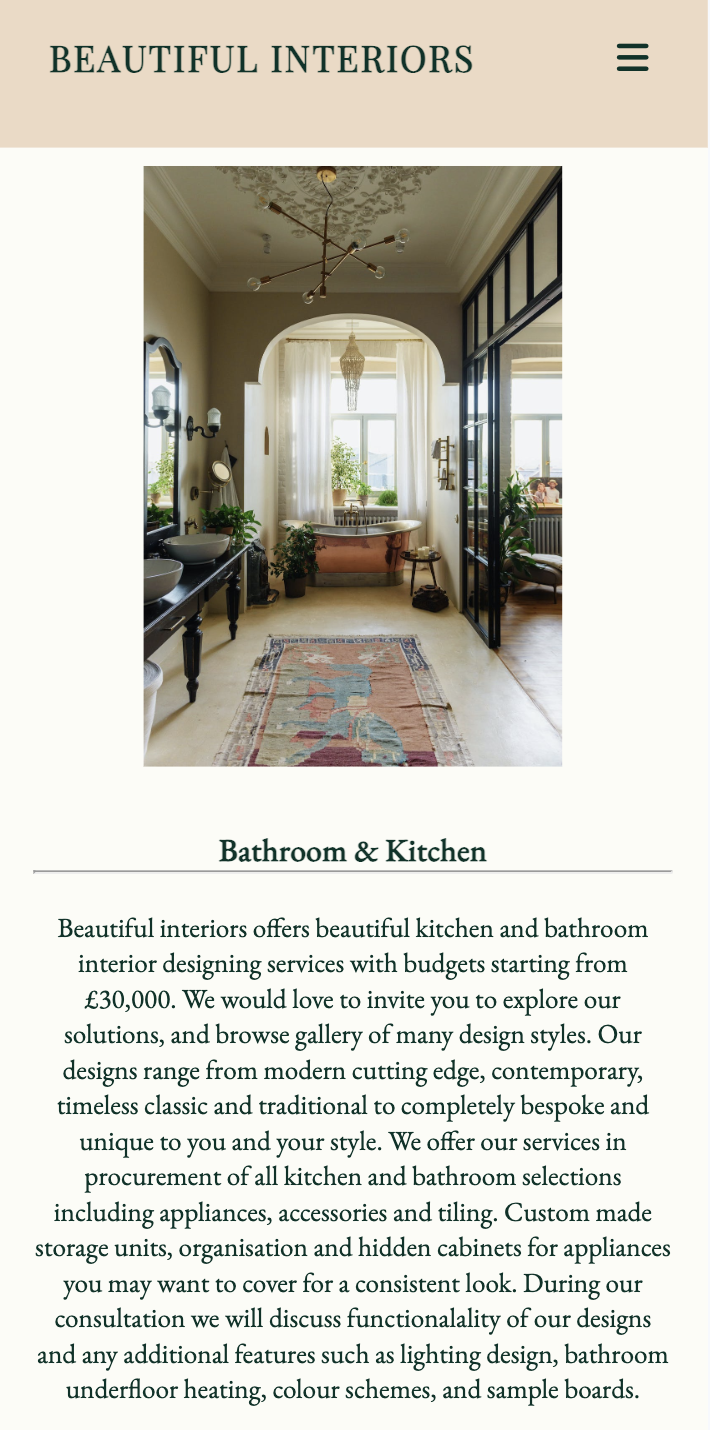 BEAUTIFUL INTERIORS
Bathroom & Kitchen
Beautiful interiors offers beautiful kitchen and bathroom
interior designing services with budgets starting from
£30,000. We would love to invite you to explore our
solutions, and browse gallery of many design styles. Our
designs range from modern cutting edge, contemporary,
timeless classic and traditional to completely bespoke and
unique to you and your style. We offer our services in
procurement of all kitchen and bathroom selections
including appliances, accessories and tiling. Custom made
storage units, organisation and hidden cabinets for appliances
you may want to cover for a consistent look. During our
consultation we will discuss functionalality of our designs
and any additional features such as lighting design, bathroom
underfloor heating, colour schemes, and sample boards.